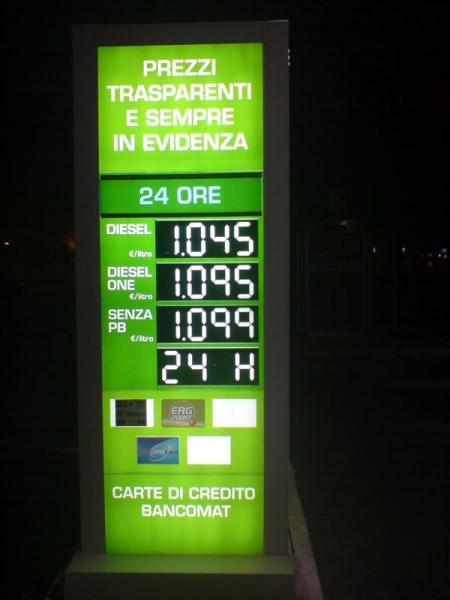 PREZZI
TRASPARENTI
E SEMPRE
IN EVIDENZA
24 ORE
DIESEL €/litro 1.045
DIESEL ONE €/litro 1.095
SENZA PB €/litro 1.099
24 H
ERG
POINT
CARTE DI CREDITO
BANCOMAT